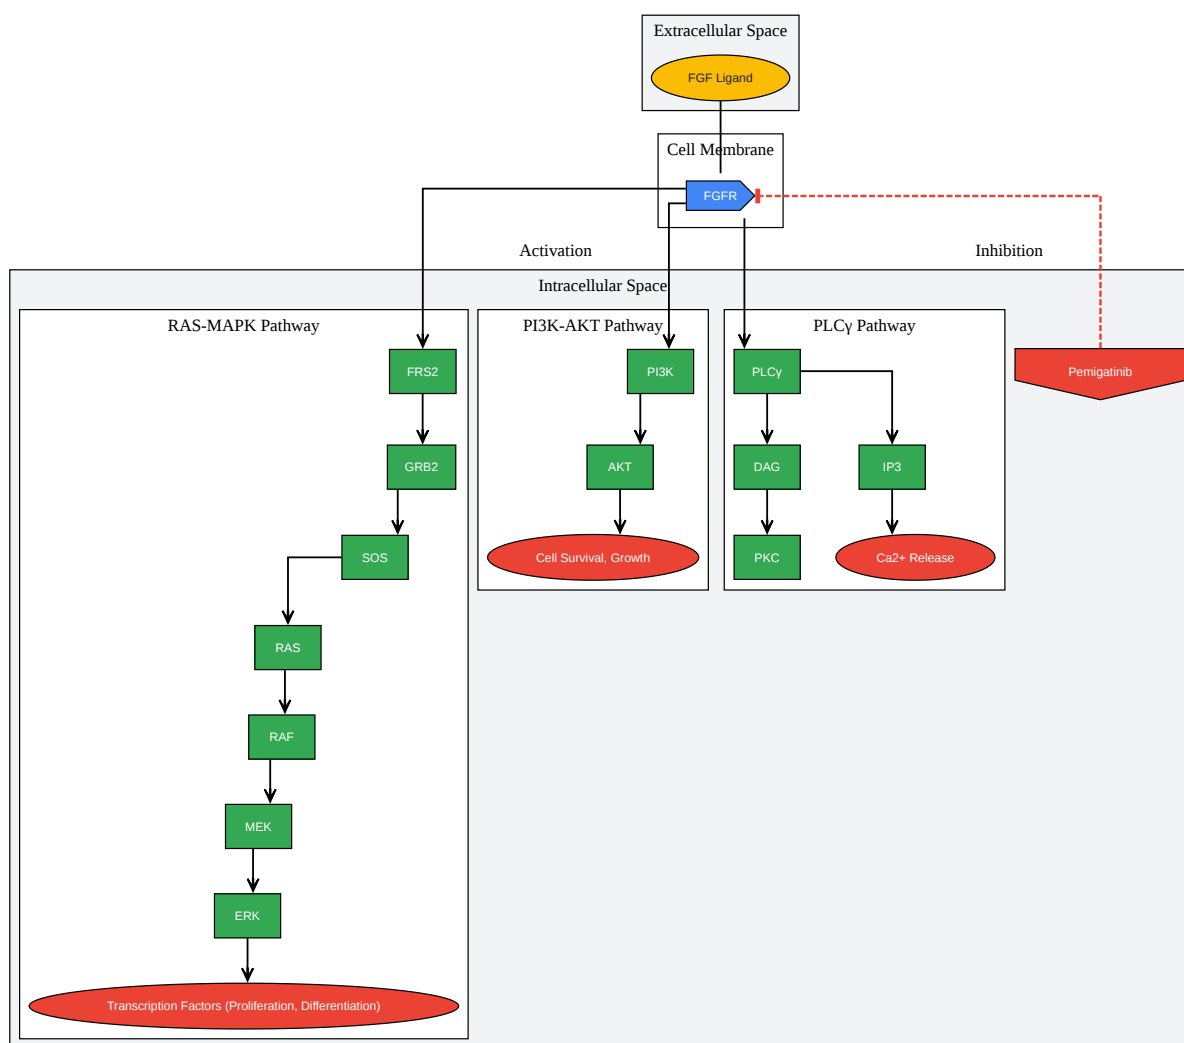 Extracellular Space
FGF Ligand
Cell Membrane
FGFR
Activation
Inhibition
Intracellular Space
RAS-MAPK Pathway
PI3K-AKT Pathway
PLCγ Pathway
FRS2
PI3K
PLCγ
Pemigatinib
GRB2
AKT
DAG
IP3
SOS
Cell Survival, Growth
PKC
Ca2+ Release
RAS
RAF
MEK
ERK
Transcription Factors (Proliferation, Differentiation)